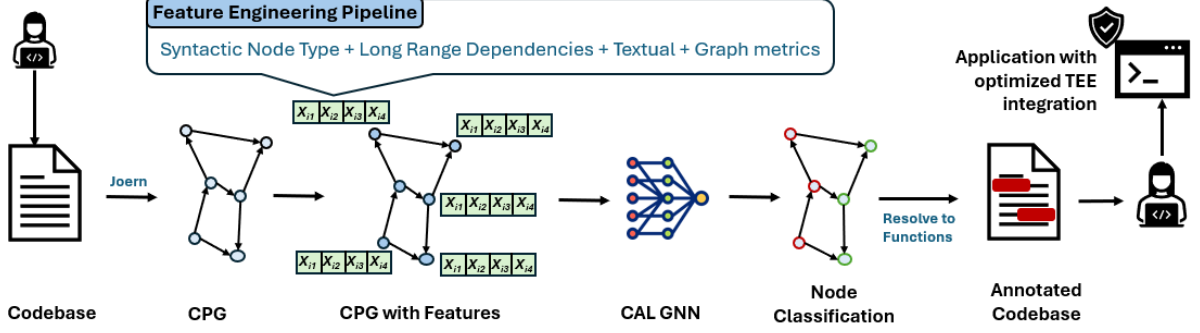 Feature Engineering Pipeline
Syntactic Node Type + Long Range Dependencies + Textual + Graph metrics
</>
Application with
optimized TEE
integration
>_
Xi1 Xi2 Xi3 Xi4
Xi1 Xi2 Xi3 Xi4
Joern
Xi1 Xi2 Xi3 Xi4
Resolve to
Functions
</>
Xi1 Xi2 Xi3 Xi4
Xi1 Xi2 Xi3 Xi4
Codebase
CPG
CPG with Features
CAL GNN
Node
Classification
Annotated
Codebase